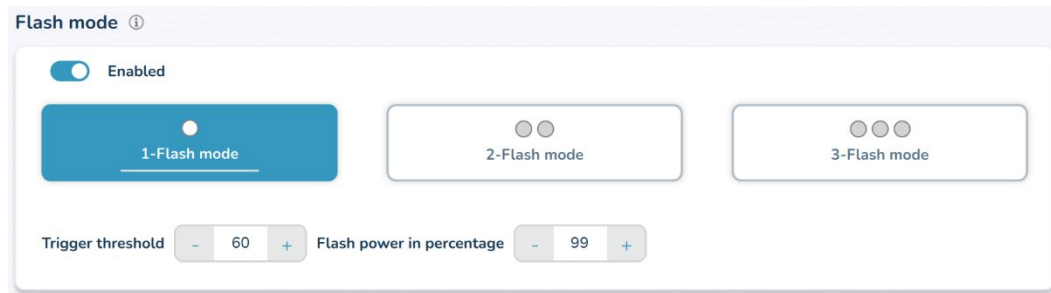 Flash mode
Enabled
1-Flash mode
2-Flash mode
3-Flash mode
Trigger threshold - 60 + Flash power in percentage - 99 +